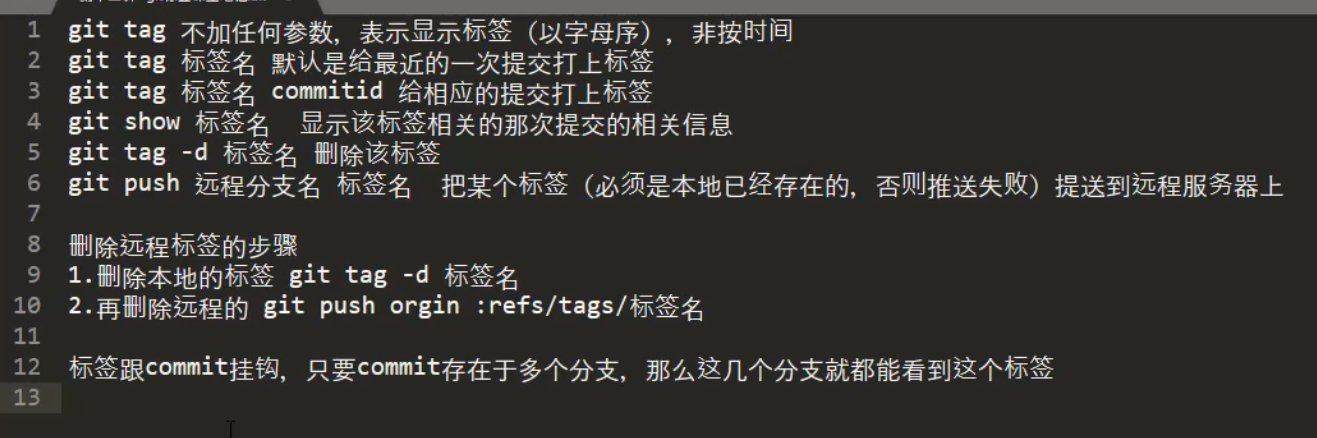 1 git tag 不加任何参数，表示显示标签（以字母序），非按时间
2 git tag 标签名 默认是给最近的一次提交打上标签
3 git tag 标签名 commitid 给相应的提交打上标签
4 git show 标签名 显示该标签相关的那次提交的相关信息
5 git tag -d 标签名 删除该标签
6 git push 远程分支名 标签名 把某个标签（必须是本地已经存在的，否则推送失败）提送到远程服务器上
7
8 删除远程标签的步骤
9 1.删除本地的标签 git tag -d 标签名
10 2.再删除远程的 git push orgin :refs/tags/标签名
11
12 标签跟commit挂钩，只要commit存在于多个分支，那么这几个分支就都能看到这个标签
13